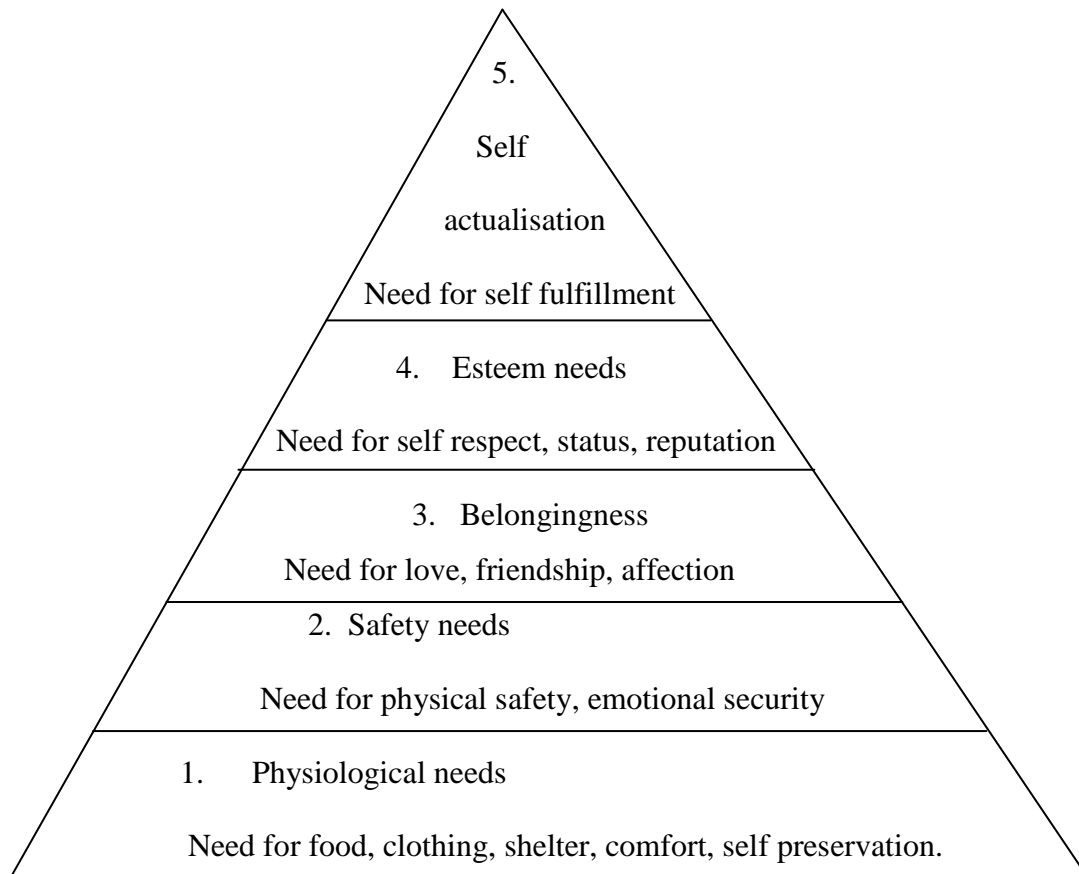 5.
Self
actualisation
Need for self fulfillment
4. Esteem needs
Need for self respect, status, reputation
3. Belongingness
Need for love, friendship, affection
2. Safety needs
Need for physical safety, emotional security
1. Physiological needs
Need for food, clothing, shelter, comfort, self preservation.